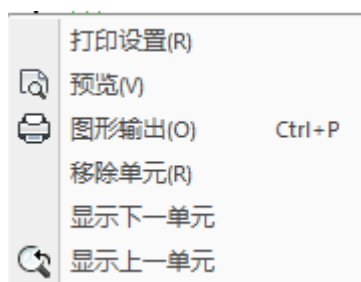 打印设置(R)
预览(V)
图形输出(O) Ctrl+P
移除单元(R)
显示下一单元
显示上一单元